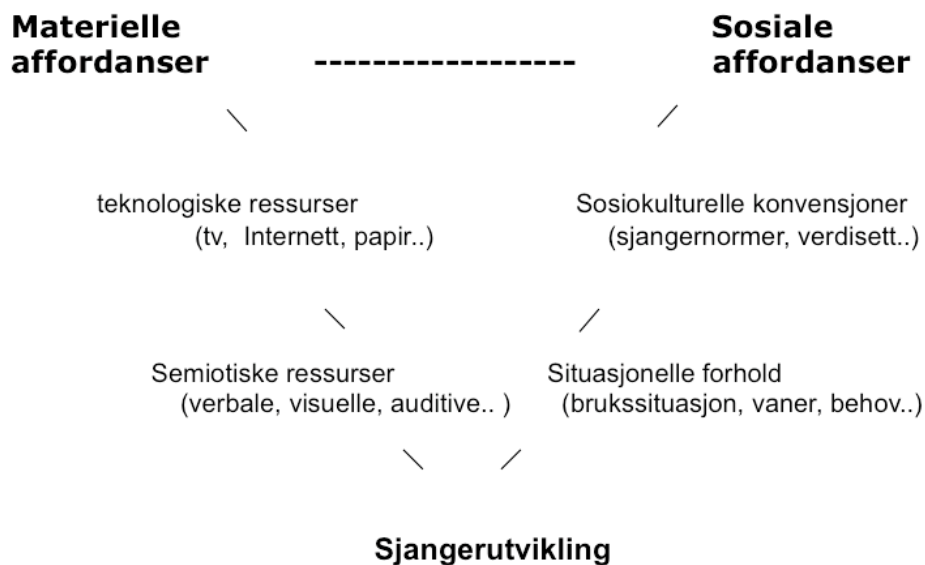 Materielle
affordanser
------------------
Sosiale
affordanser
teknologiske ressurser
(tv, Internett, papir..)
Sosiokulturelle konvensjoner
(sjangernormer, verdisett..)
Semiotiske ressurser
(verbale, visuelle, auditive.. )
Situasjonelle forhold
(brukssituasjon, vaner, behov..)
Sjangerutvikling